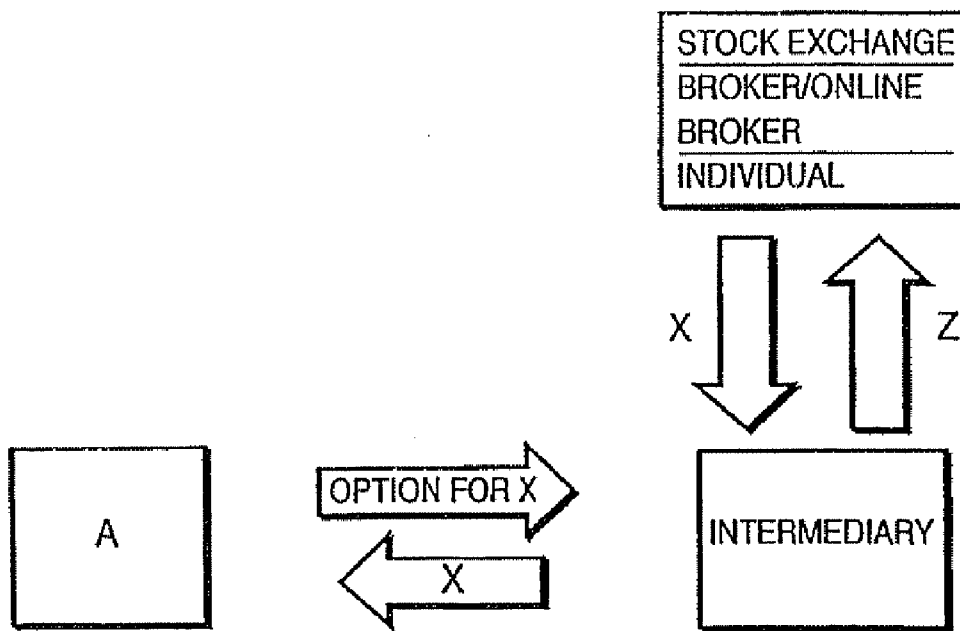 STOCK EXCHANGE
BROKER/ONLINE
BROKER
INDIVIDUAL
X
Z
A
OPTION FOR X
X
INTERMEDIARY